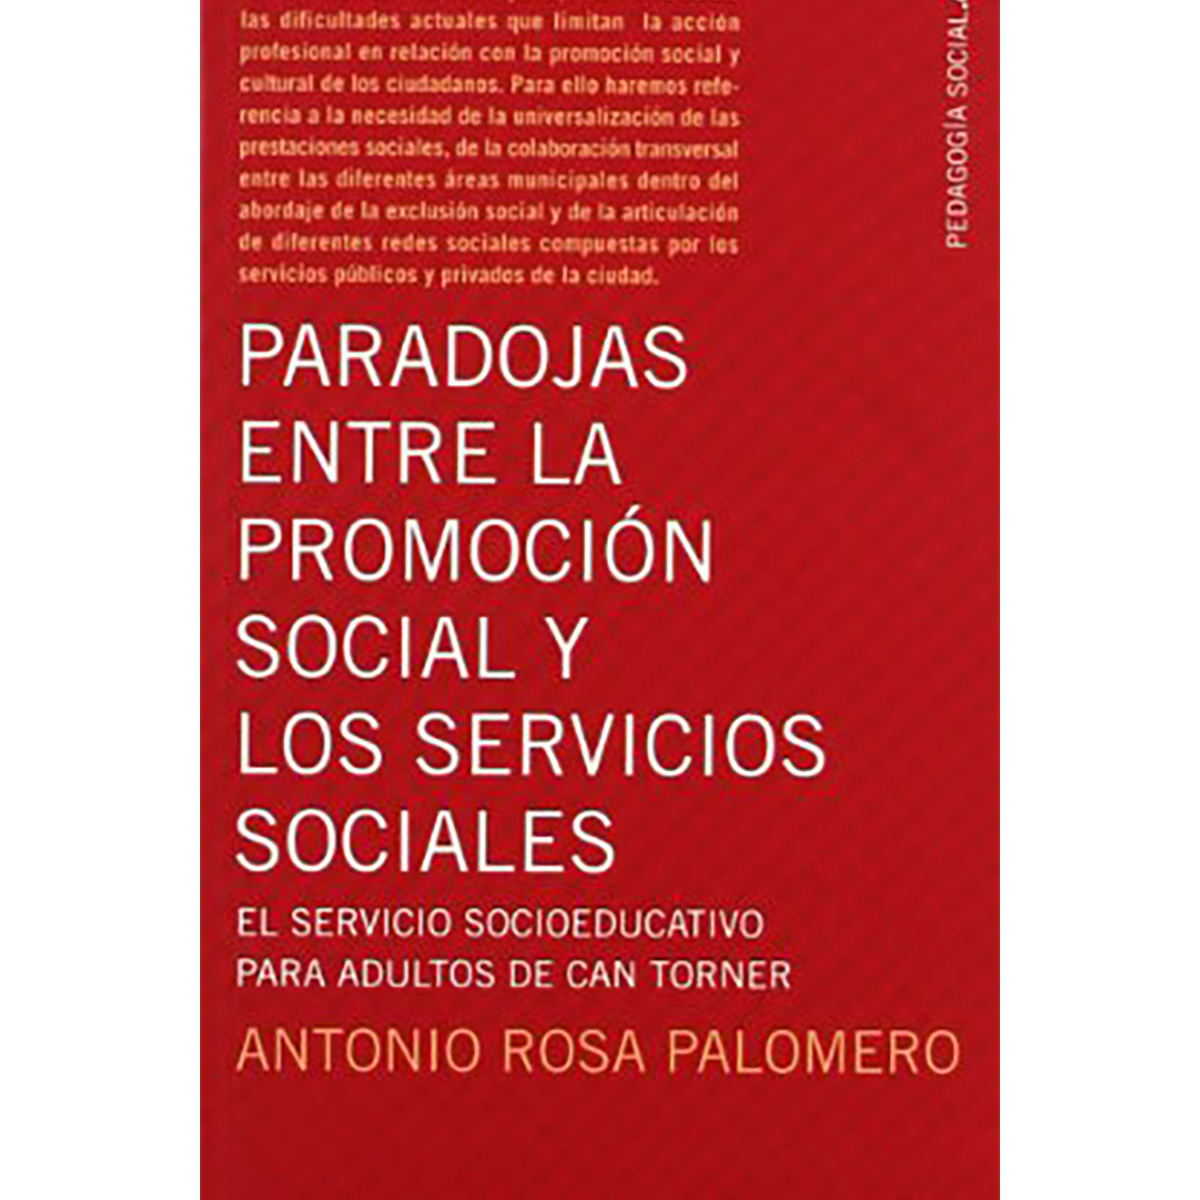 las dificultades actuales que limitan la acción
profesional en relación con la promoción social y
cultural de los ciudadanos. Para ello haremos refe-
rencia a la necesidad de la universalización de las
prestaciones sociales, de la colaboración transversal
entre las diferentes áreas municipales dentro del
abordaje de la exclusión social y de la articulación
de diferentes redes sociales compuestas por los
servicios públicos y privados de la ciudad.
PEDAGOGÍA SOCIAL
PARADOJAS
ENTRE LA
PROMOCIÓN
SOCIAL Y
LOS SERVICIOS
SOCIALES
EL SERVICIO SOCIOEDUCATIVO
PARA ADULTOS DE CAN TORNER
ANTONIO ROSA PALOMERO